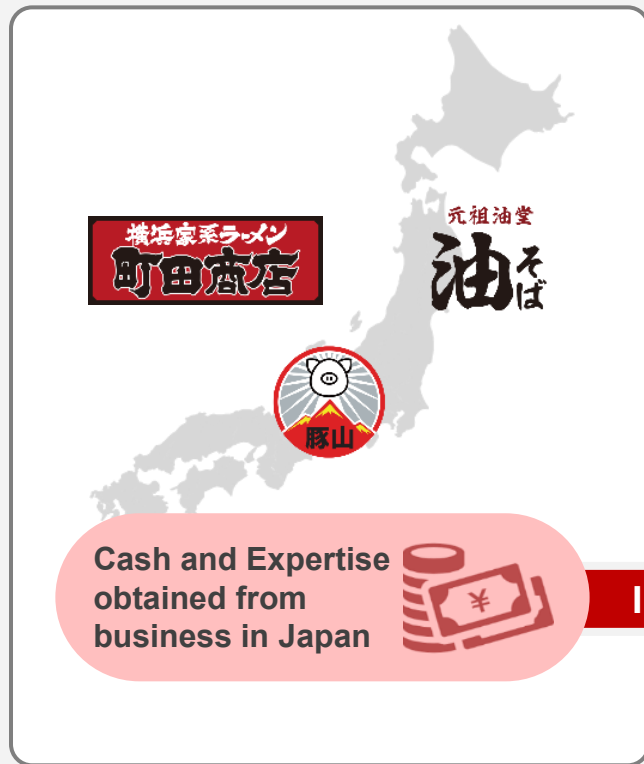 横浜家系ラーメン
町田商店
元祖油堂
油そば
豚山
Cash and Expertise
obtained from
business in Japan
¥
I